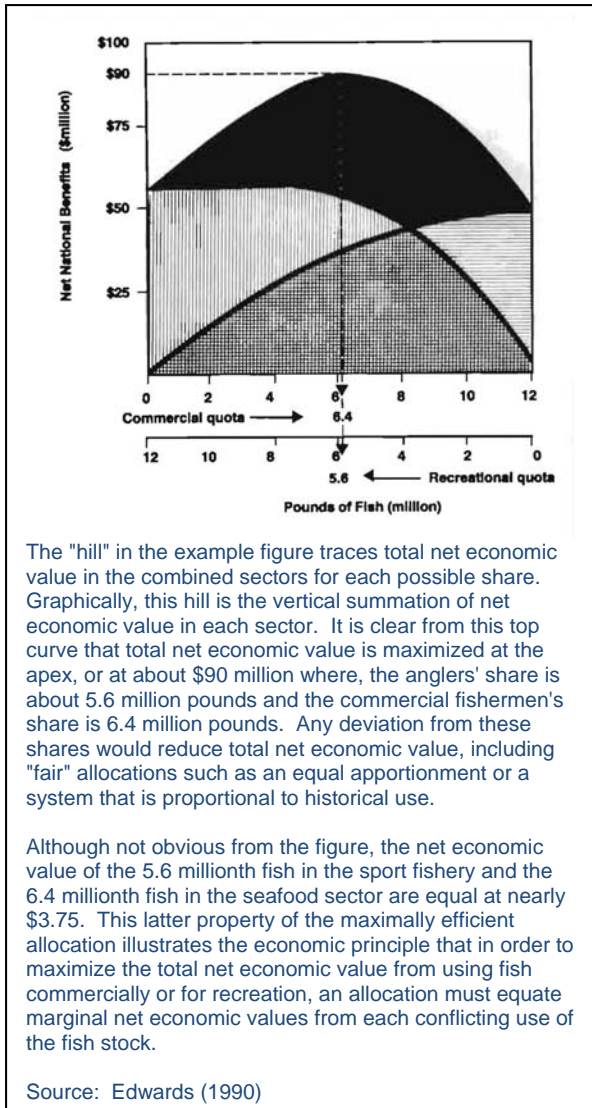 $100
$90
$75
$50
$25
Net National Benefits ($million)
0 2 4 6 8 10 12
Commercial quota 6.4
12 10 8 6 4 2 0
5.6 Recreational quota
Pounds of Fish (million)
The "hill" in the example figure traces total net economic
value in the combined sectors for each possible share.
Graphically, this hill is the vertical summation of net
economic value in each sector. It is clear from this top
curve that total net economic value is maximized at the
apex, or at about $90 million where, the anglers' share is
about 5.6 million pounds and the commercial fishermen's
share is 6.4 million pounds. Any deviation from these
shares would reduce total net economic value, including
"fair" allocations such as an equal apportionment or a
system that is proportional to historical use.
Although not obvious from the figure, the net economic
value of the 5.6 millionth fish in the sport fishery and the
6.4 millionth fish in the seafood sector are equal at nearly
$3.75. This latter property of the maximally efficient
allocation illustrates the economic principle that in order to
maximize the total net economic value from using fish
commercially or for recreation, an allocation must equate
marginal net economic values from each conflicting use of
the fish stock.
Source: Edwards (1990)